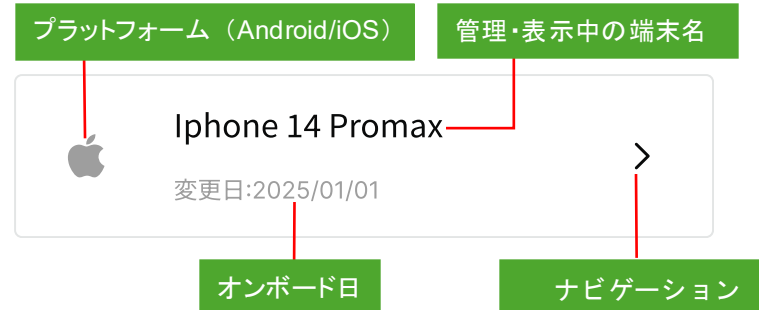 プラットフォーム（Android/iOS）
管理・表示中の端末名
Iphone 14 Promax
変更日:2025/01/01
オンボード日
ナビゲーション